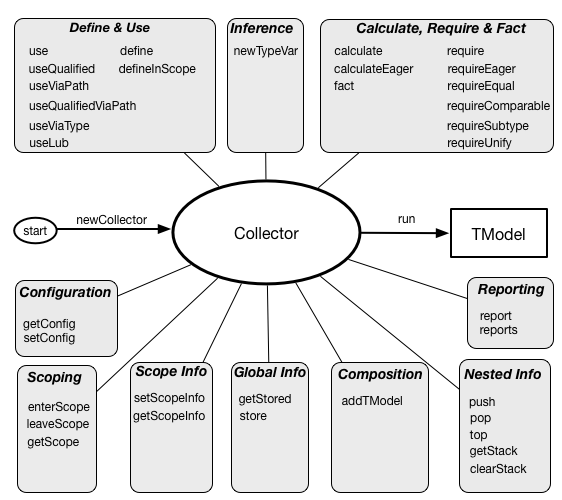 Define & Use
use define
useQualified defineInScope
useViaPath
useQualifiedViaPath
useViaType
useLub
Inference
newTypeVar
Calculate, Require & Fact
calculate require
calculateEager requireEager
fact requireEqual
requireComparable
requireSubtype
requireUnify
start
newCollector
Collector
run
TModel
Configuration
getConfig
setConfig
Reporting
report
reports
Scoping
enterScope
leaveScope
getScope
Scope Info
setScopeInfo
getScopeInfo
Global Info
getStored
store
Composition
addTModel
Nested Info
push
pop
top
getStack
clearStack